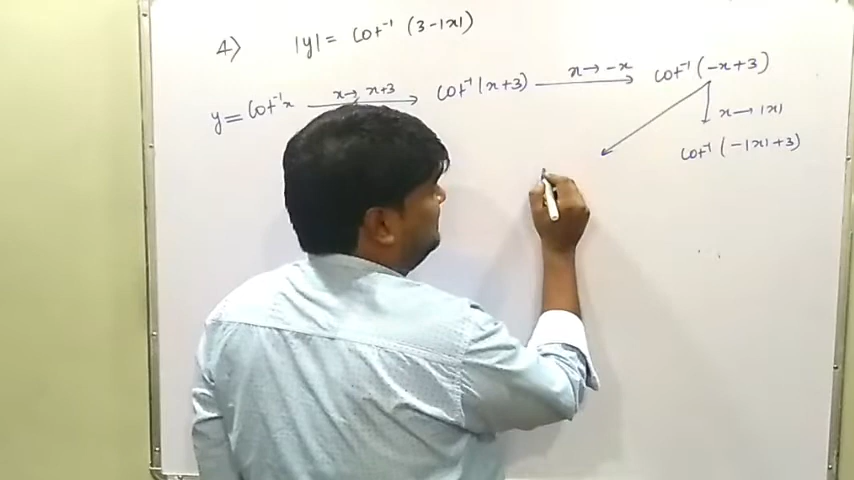 4) |y| = Cot⁻¹ (3-|x|)
y = Cot⁻¹x x → x+3 Cot⁻¹(x+3) x → -x Cot⁻¹(-x+3)
x → |x|
Cot⁻¹(-|x|+3)